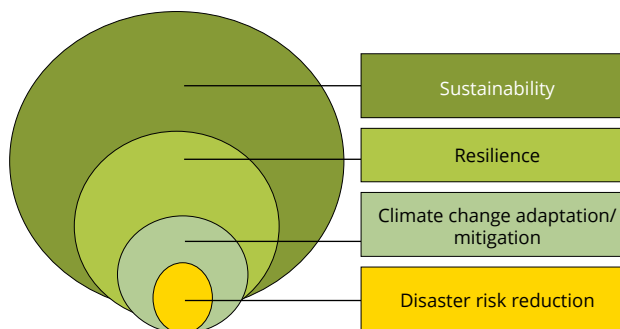 Sustainability
Resilience
Climate change adaptation/
mitigation
Disaster risk reduction